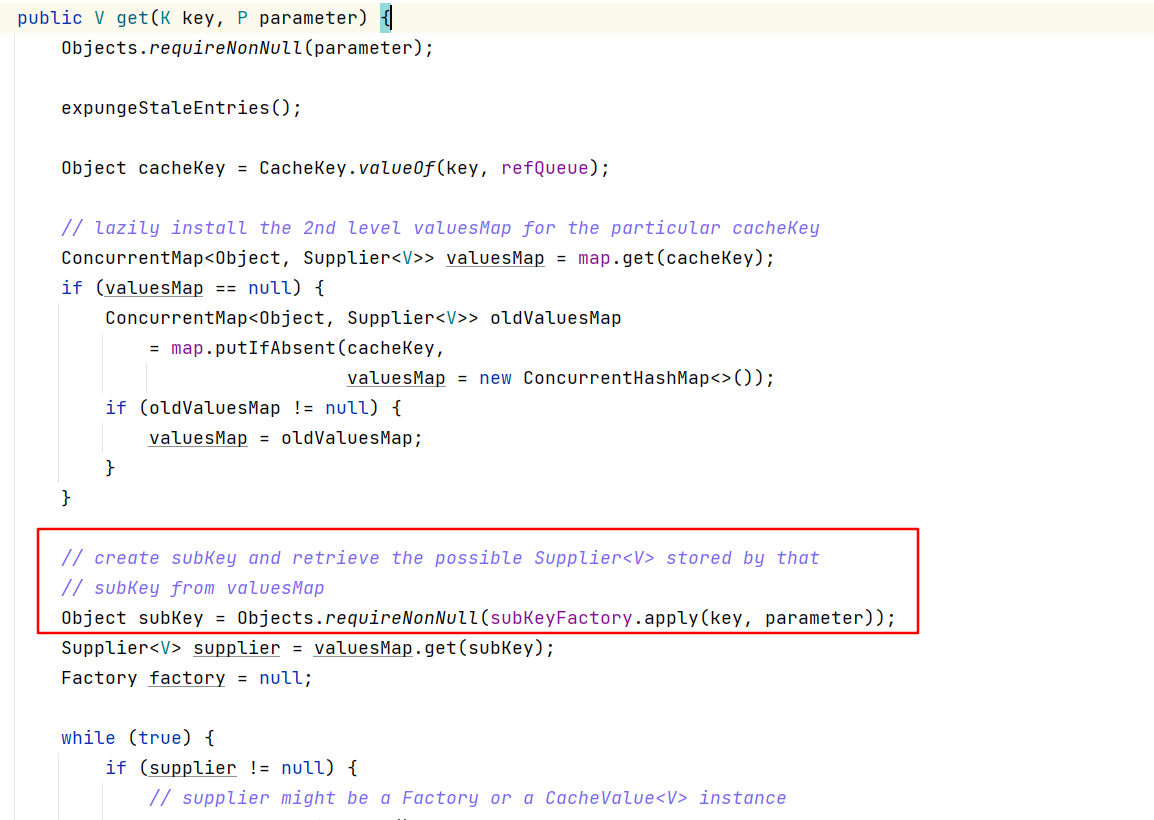 public V get(K key, P parameter) {
Objects.requireNonNull(parameter);
expungeStaleEntries();
Object cacheKey = CacheKey.valueOf(key, refQueue);
// lazily install the 2nd level valuesMap for the particular cacheKey
ConcurrentMap<Object, Supplier<V>> valuesMap = map.get(cacheKey);
if (valuesMap == null) {
ConcurrentMap<Object, Supplier<V>> oldValuesMap
= map.putIfAbsent(cacheKey,
valuesMap = new ConcurrentHashMap<>());
if (oldValuesMap != null) {
valuesMap = oldValuesMap;
}
}
// create subKey and retrieve the possible Supplier<V> stored by that
// subKey from valuesMap
Object subKey = Objects.requireNonNull(subKeyFactory.apply(key, parameter));
Supplier<V> supplier = valuesMap.get(subKey);
Factory factory = null;
while (true) {
if (supplier != null) {
// supplier might be a Factory or a CacheValue<V> instance